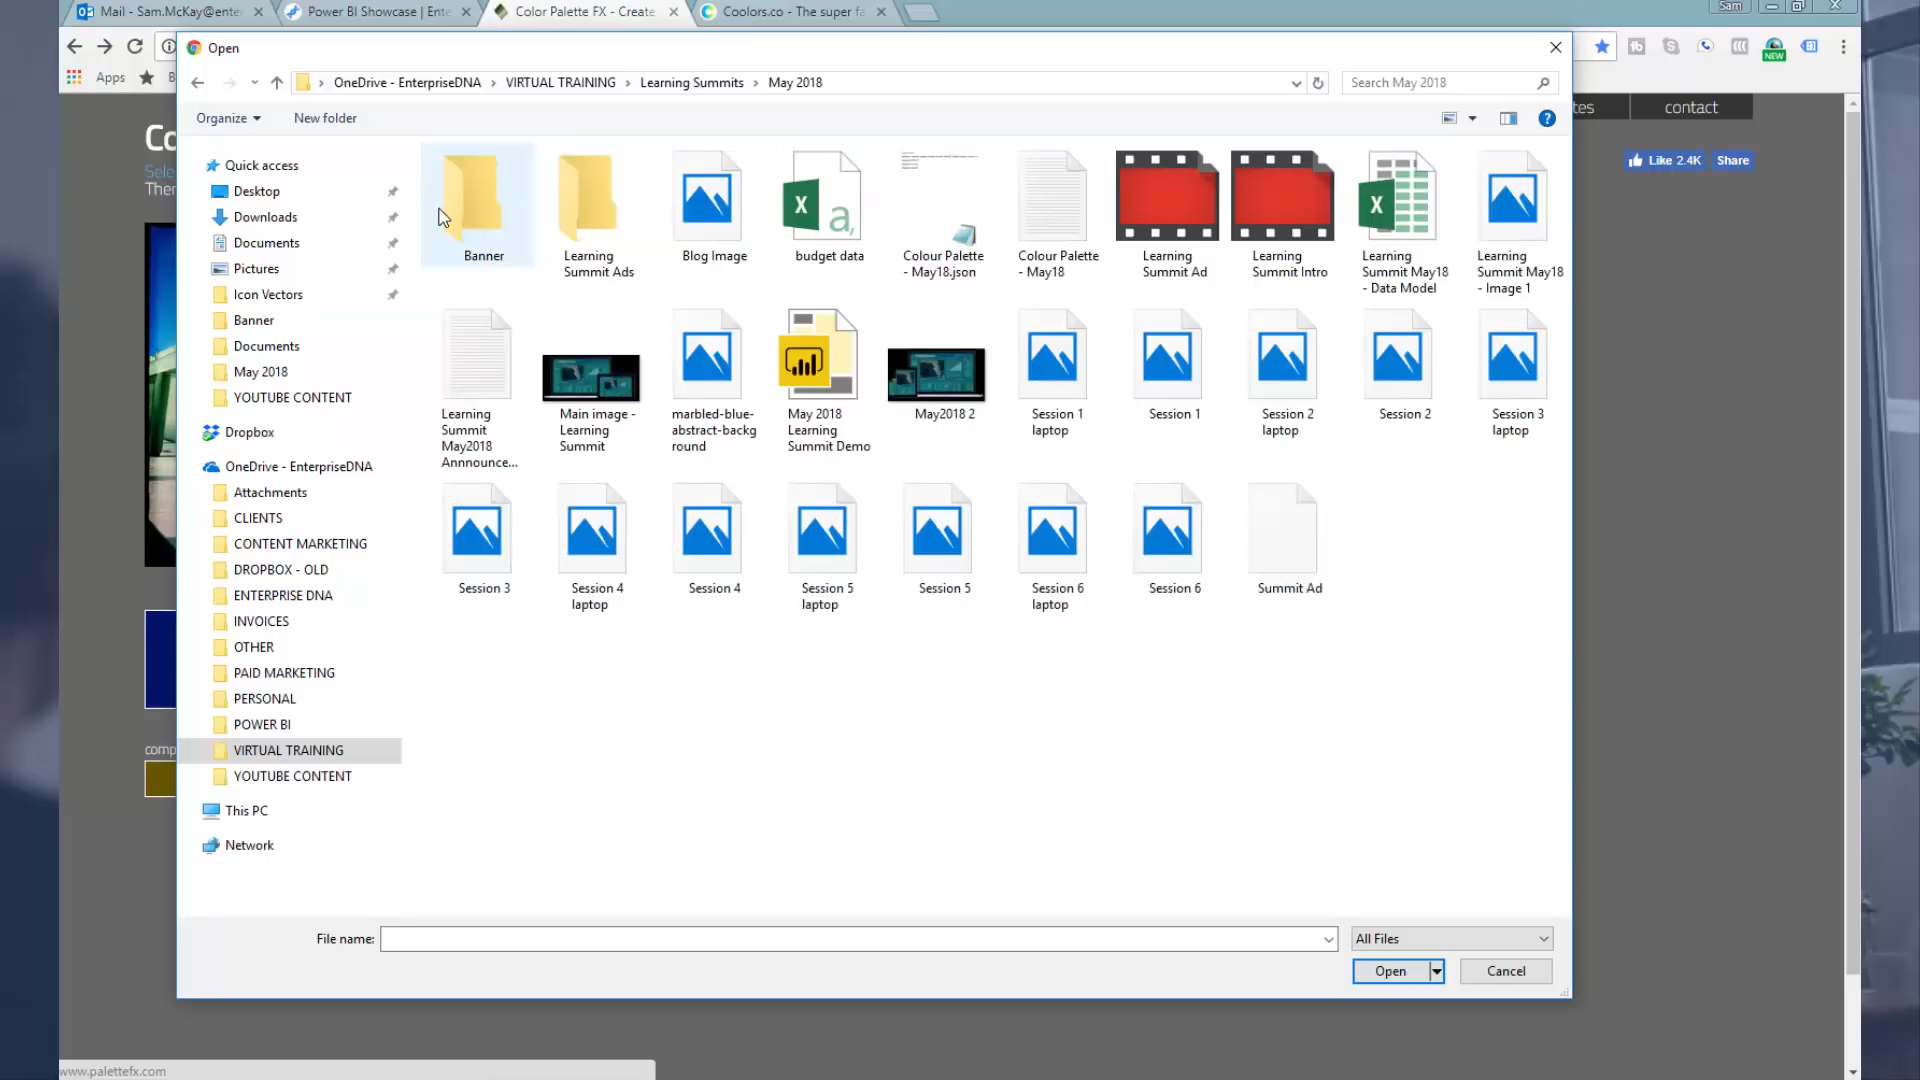 Mail - Sam.McKay@enter
Power BI Showcase | Ente
Color Palette FX - Create
Coolors.co - The super fa
Sam
Open
OneDrive - EnterpriseDNA
VIRTUAL TRAINING
Learning Summits
May 2018
Search May 2018
NEW
Apps
B
Organize
New folder
tes
contact
Co
Sele
Ther
Like 2.4K
Share
Quick access
Desktop
Downloads
Documents
Pictures
Icon Vectors
Banner
Documents
May 2018
YOUTUBE CONTENT
Dropbox
OneDrive - EnterpriseDNA
Attachments
CLIENTS
CONTENT MARKETING
DROPBOX - OLD
ENTERPRISE DNA
INVOICES
OTHER
PAID MARKETING
PERSONAL
POWER BI
VIRTUAL TRAINING
YOUTUBE CONTENT
This PC
Network
comp
Banner
Learning
Summit Ads
Blog Image
budget data
Colour Palette
- May18.json
Colour Palette
- May18
Learning
Summit Ad
Learning
Summit Intro
Learning
Summit May18
- Data Model
Learning
Summit May18
- Image 1
Learning
Summit
May2018
Annnounce...
Main image -
Learning
Summit
marbled-blue-
abstract-backg
round
May 2018
Learning
Summit Demo
May2018 2
Session 1
laptop
Session 1
Session 2
laptop
Session 2
Session 3
laptop
Session 3
Session 4
laptop
Session 4
Session 5
laptop
Session 5
Session 6
laptop
Session 6
Summit Ad
File name:
All Files
Open
Cancel
www.palettefx.com